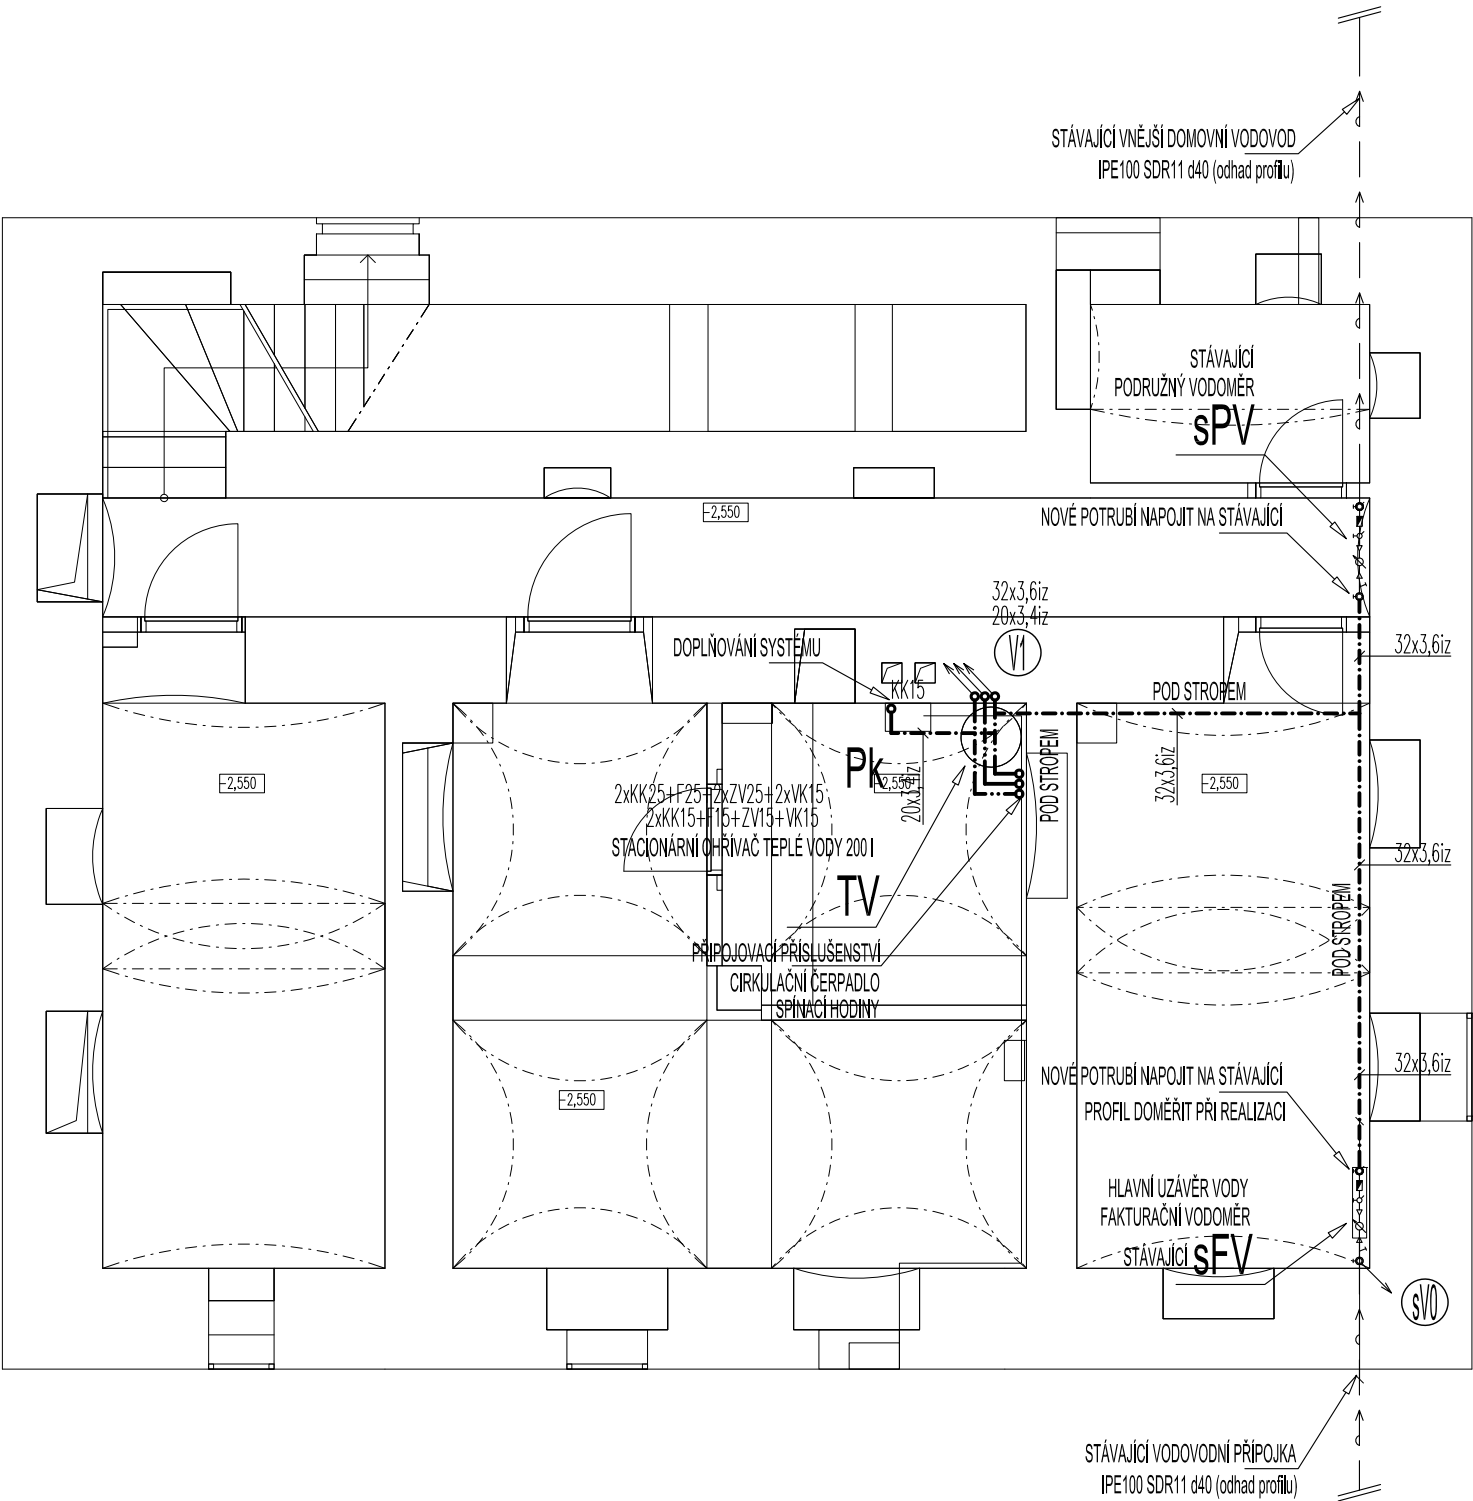 STÁVAJÍCÍ VNĚJŠÍ DOMOVNÍ VODOVOD
IPE100 SDR11 d40 (odhad profilu)
STÁVAJÍCÍ
PODRUŽNÝ VODOMĚR
sPV
-2,550
NOVÉ POTRUBÍ NAPOJIT NA STÁVAJÍCÍ
32x3,6iz
20x3,4iz
V1
DOPLŇOVÁNÍ SYSTÉMU
KK15
32x3,6iz
POD STROPEM
Pk
-2,550
20x3,4iz
POD STROPEM
32x3,6iz
-2,550
-2,550
2xKK25+F25+2xZV25+2xVK15
2xKK15+F15+ZV15+VK15
STACIONÁRNÍ OHŘÍVAČ TEPLÉ VODY 200 l
TV
32x3,6iz
POD STROPEM
PŘIPOJOVACÍ PŘÍSLUŠENSTVÍ
CIRKULAČNÍ ČERPADLO
SPÍNACÍ HODINY
-2,550
NOVÉ POTRUBÍ NAPOJIT NA STÁVAJÍCÍ
PROFIL DOMĚŘIT PŘI REALIZACI
32x3,6iz
HLAVNÍ UZÁVĚR VODY
FAKTURAČNÍ VODOMĚR
STÁVAJÍCÍ sFV
sV0
STÁVAJÍCÍ VODOVODNÍ PŘÍPOJKA
IPE100 SDR11 d40 (odhad profilu)